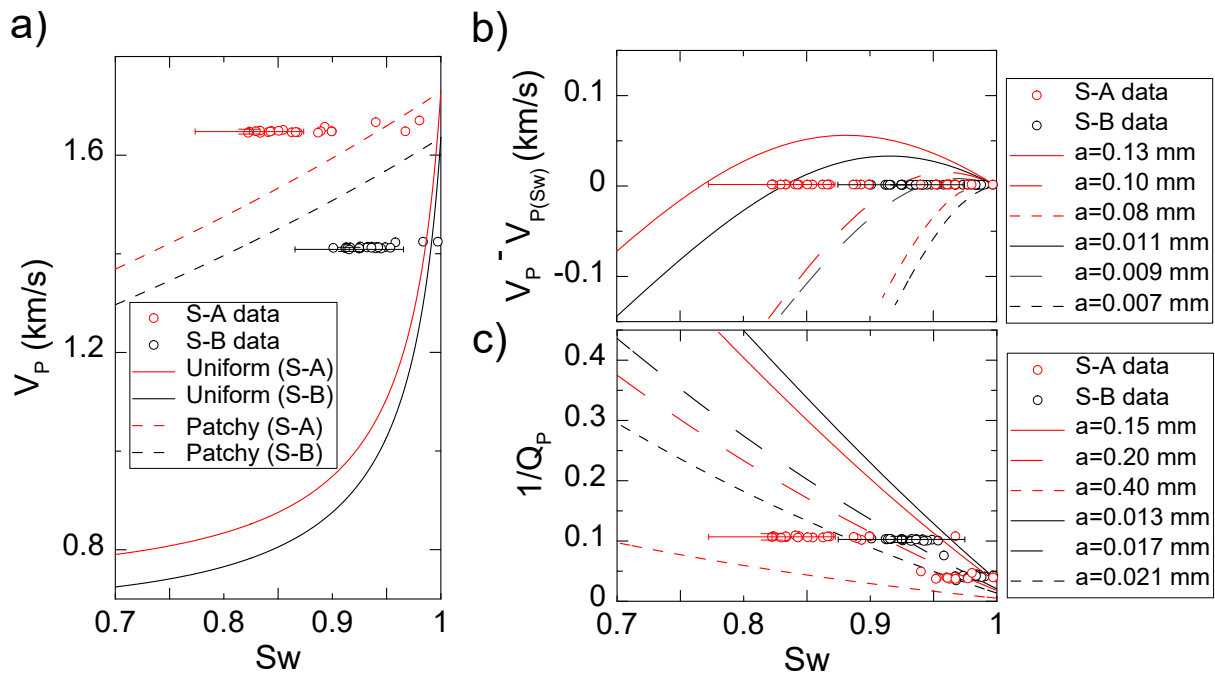 a)
V_P (km/s)
1.6
1.2
0.8
0.7
0.8
0.9
1
Sw
S-A data
S-B data
Uniform (S-A)
Uniform (S-B)
Patchy (S-A)
Patchy (S-B)
b)
V_P - V_P(Sw) (km/s)
0.1
0
-0.1
S-A data
S-B data
a=0.13 mm
a=0.10 mm
a=0.08 mm
a=0.011 mm
a=0.009 mm
a=0.007 mm
c)
1/Q_P
0.4
0.3
0.2
0.1
0
0.7
0.8
0.9
1
Sw
S-A data
S-B data
a=0.15 mm
a=0.20 mm
a=0.40 mm
a=0.013 mm
a=0.017 mm
a=0.021 mm